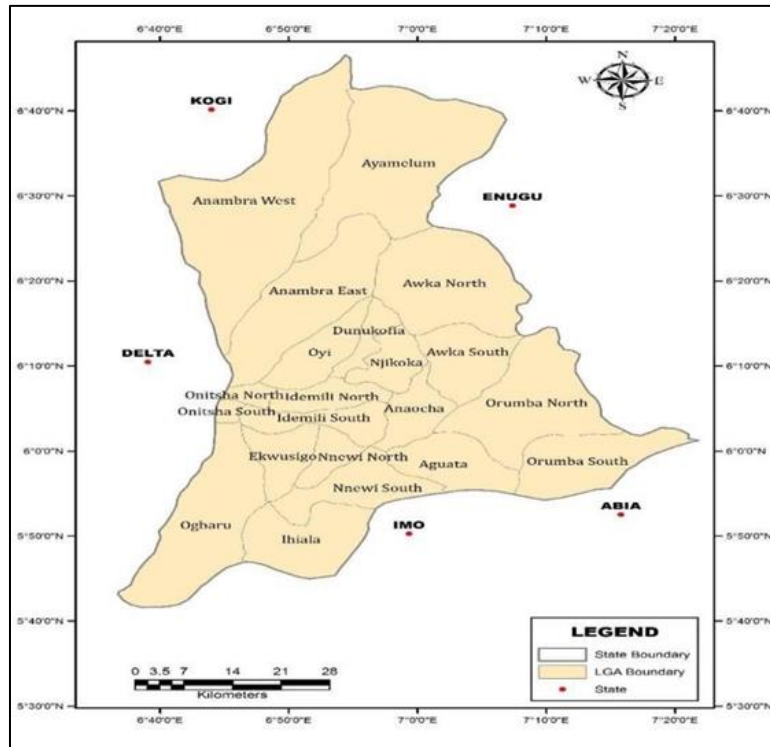 6°40'0"E 6°50'0"E 7°0'0"E 7°10'0"E 7°20'0"E
N
W E
S
6°40'0"N 6°40'0"N
KOGI
Ayamelum
6°30'0"N 6°30'0"N
Anambra West
ENUGU
6°20'0"N 6°20'0"N
Awka North
Anambra East
Dunukofia
DELTA
Oyi
Awka South
6°10'0"N 6°10'0"N
Njikoka
Onitsha North
Idemili North
Orumba North
Onitsha South
Anaocha
Idemili South
6°0'0"N 6°0'0"N
Ekwusigo
Nnewi North
Aguata
Orumba South
Nnewi South
ABIA
5°50'0"N 5°50'0"N
Ogbaru
IMO
Ihiala
5°40'0"N 5°40'0"N
LEGEND
State Boundary
LGA Boundary
State
0 3.5 7 14 21 28
Kilometers
5°30'0"N 5°30'0"N
6°40'0"E 6°50'0"E 7°0'0"E 7°10'0"E 7°20'0"E